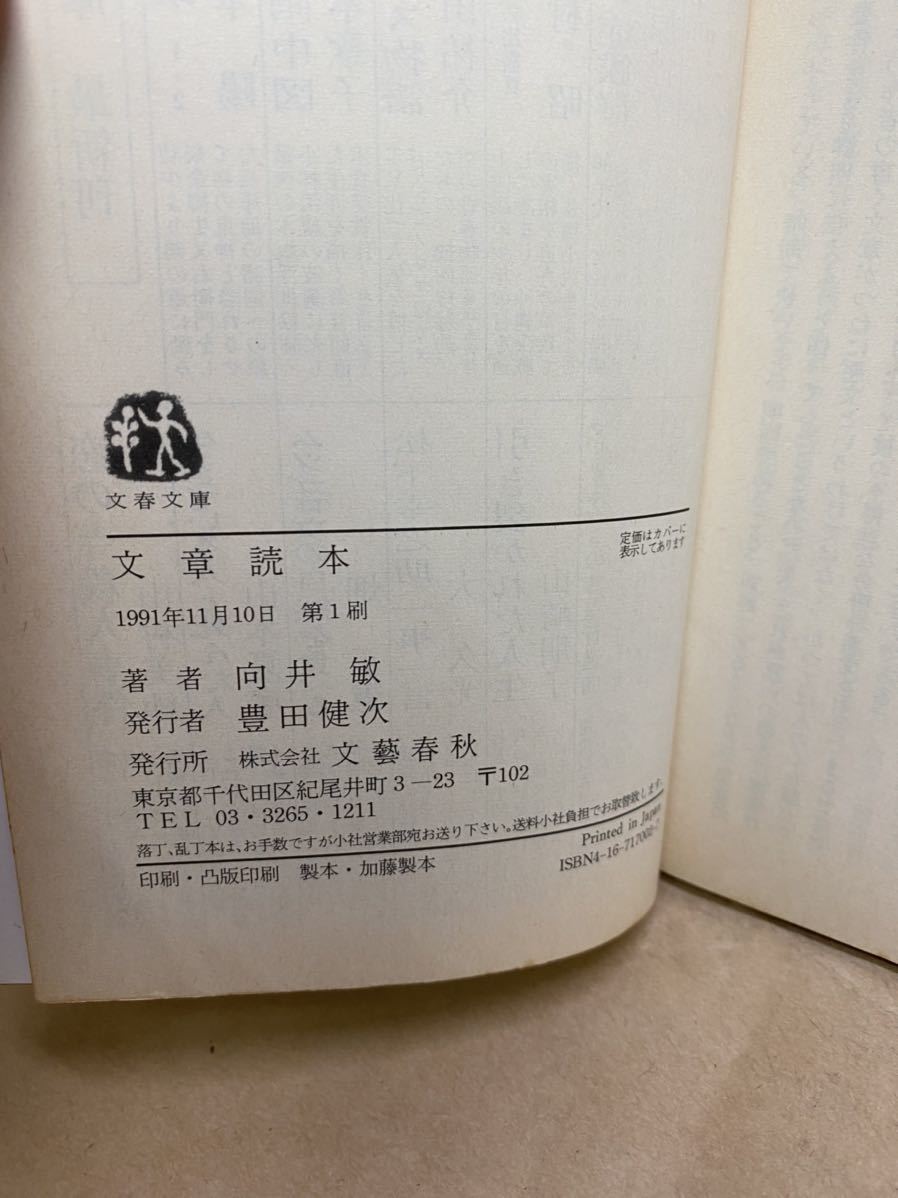 文春文庫
文章読本
定価はカバーに
表示してあります
1991年11月10日　第1刷
著　者　向井　敏
発行者　豊田健次
発行所　株式会社 文藝春秋
東京都千代田区紀尾井町3―23　〒102
TEL 03・3265・1211
落丁、乱丁本は、お手数ですが小社営業部宛お送り下さい。送料小社負担でお取替致します。
印刷・凸版印刷　製本・加藤製本
Printed in Japan